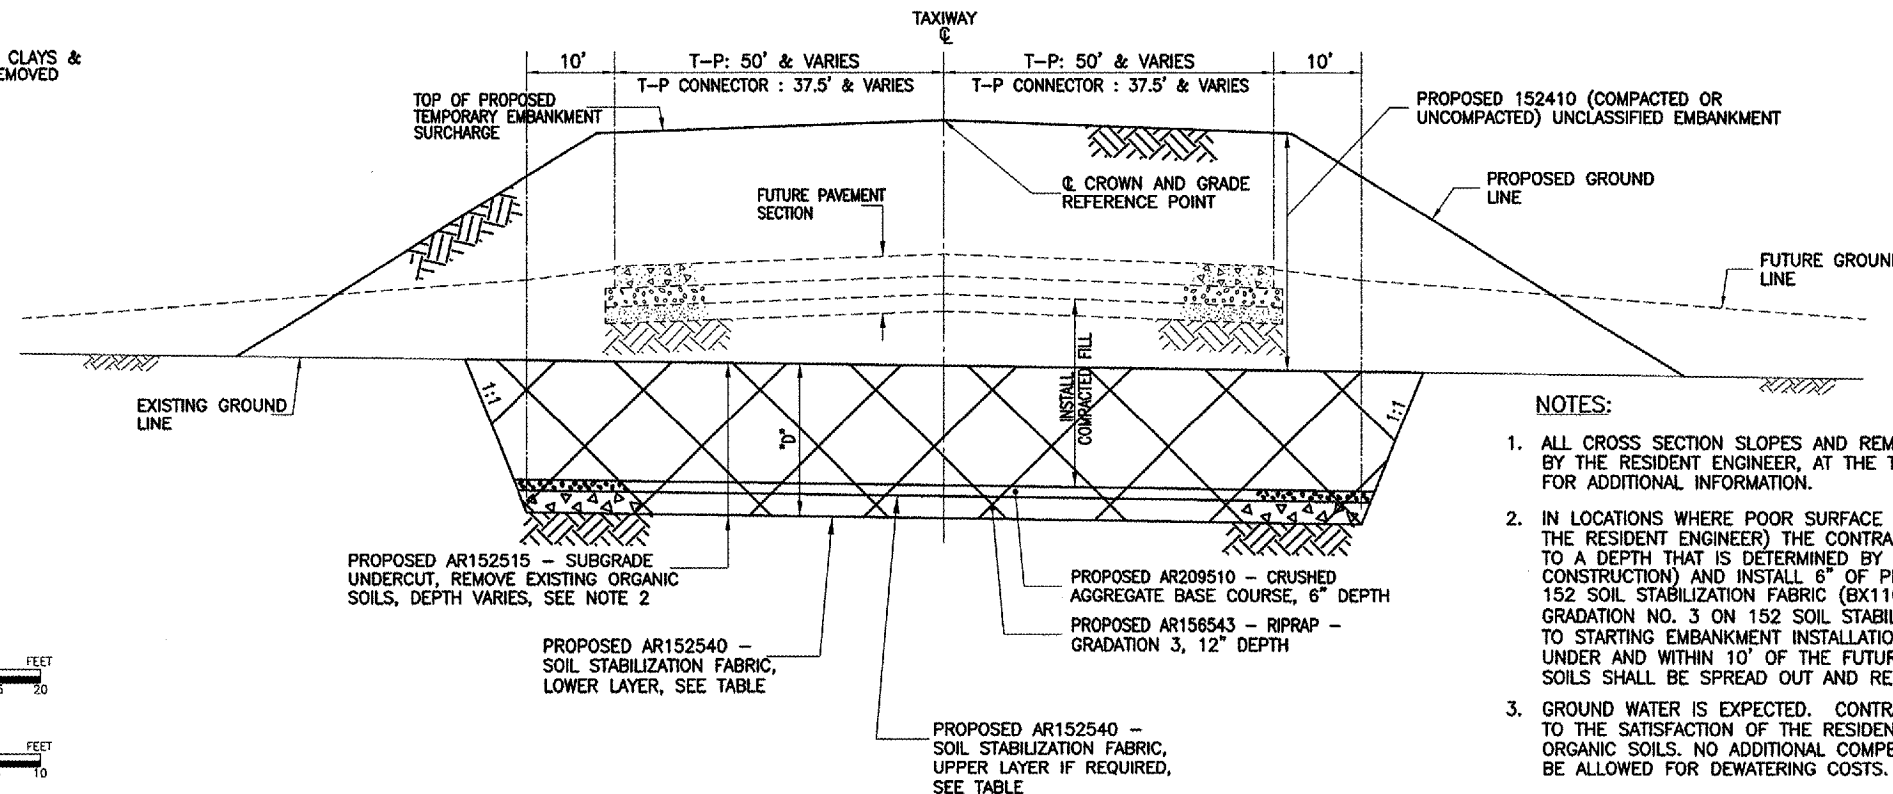 TAXIWAY
℄
CLAYS &
EMOVED
10'
T-P: 50' & VARIES
T-P: 50' & VARIES
10'
T-P CONNECTOR : 37.5' & VARIES
T-P CONNECTOR : 37.5' & VARIES
TOP OF PROPOSED
TEMPORARY EMBANKMENT
SURCHARGE
PROPOSED 152410 (COMPACTED OR
UNCOMPACTED) UNCLASSIFIED EMBANKMENT
℄ CROWN AND GRADE
REFERENCE POINT
PROPOSED GROUND
LINE
FUTURE PAVEMENT
SECTION
FUTURE GROUN
LINE
EXISTING GROUND
LINE
1:1
"D"
INSTALL
COMPACTED FILL
1:1
PROPOSED AR152515 - SUBGRADE
UNDERCUT, REMOVE EXISTING ORGANIC
SOILS, DEPTH VARIES, SEE NOTE 2
PROPOSED AR152540 -
SOIL STABILIZATION FABRIC,
LOWER LAYER, SEE TABLE
PROPOSED AR152540 -
SOIL STABILIZATION FABRIC,
UPPER LAYER IF REQUIRED,
SEE TABLE
PROPOSED AR209510 - CRUSHED
AGGREGATE BASE COURSE, 6" DEPTH
PROPOSED AR156543 - RIPRAP -
GRADATION 3, 12" DEPTH
FEET
20
FEET
10
NOTES:
1. ALL CROSS SECTION SLOPES AND REM
BY THE RESIDENT ENGINEER, AT THE T
FOR ADDITIONAL INFORMATION.
2. IN LOCATIONS WHERE POOR SURFACE
THE RESIDENT ENGINEER) THE CONTRA
TO A DEPTH THAT IS DETERMINED BY
CONSTRUCTION) AND INSTALL 6" OF P
152 SOIL STABILIZATION FABRIC (BX11
GRADATION NO. 3 ON 152 SOIL STABIL
TO STARTING EMBANKMENT INSTALLATIO
UNDER AND WITHIN 10' OF THE FUTUR
SOILS SHALL BE SPREAD OUT AND RE
3. GROUND WATER IS EXPECTED. CONTRA
TO THE SATISFACTION OF THE RESIDEN
ORGANIC SOILS. NO ADDITIONAL COMPE
BE ALLOWED FOR DEWATERING COSTS.